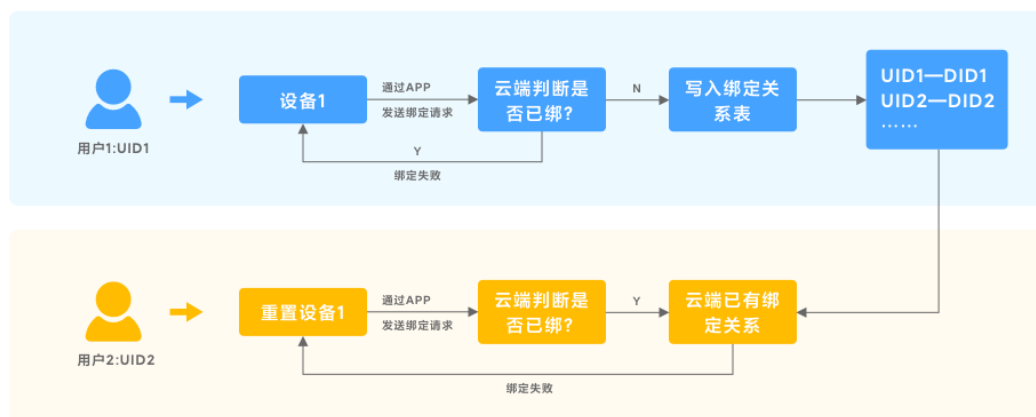 用户1:UID1
设备1
通过APP
发送绑定请求
云端判断是
否已绑?
N
写入绑定关
系表
UID1—DID1
UID2—DID2
……
Y
绑定失败
用户2:UID2
重置设备1
通过APP
发送绑定请求
云端判断是
否已绑?
Y
云端已有绑
定关系
绑定失败